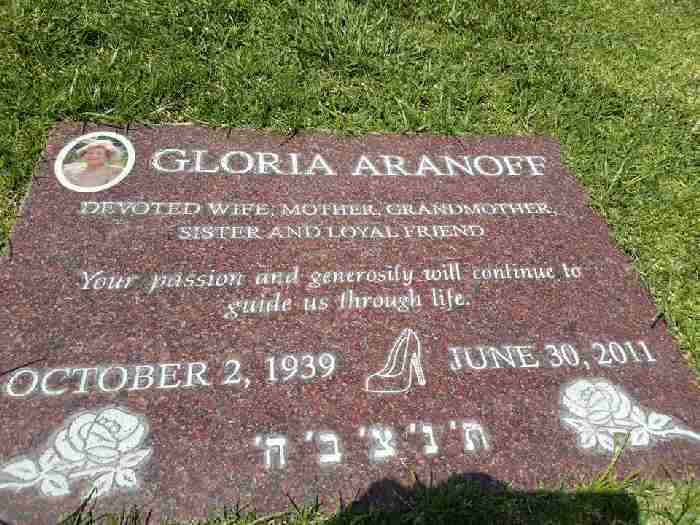 GLORIA ARANOFF
DEVOTED WIFE, MOTHER, GRANDMOTHER,
SISTER AND LOYAL FRIEND
Your passion and generosity will continue to
guide us through life.
OCTOBER 2, 1939 JUNE 30, 2011
ת'נ'צ'ב'ה'